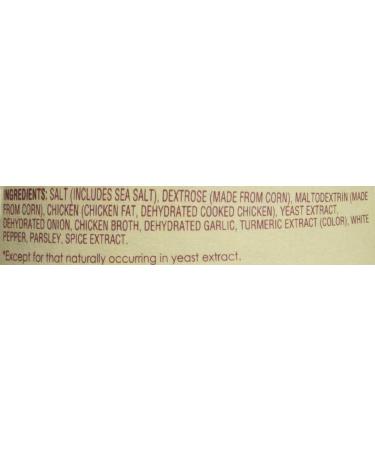 INGREDIENTS: SALT (INCLUDES SEA SALT), DEXTROSE (MADE FROM CORN), MALTODEXTRIN (MADE
FROM CORN), CHICKEN (CHICKEN FAT, DEHYDRATED COOKED CHICKEN), YEAST EXTRACT,
DEHYDRATED ONION, CHICKEN BROTH, DEHYDRATED GARLIC, TURMERIC EXTRACT (COLOR), WHITE
PEPPER, PARSLEY, SPICE EXTRACT.
*Except for that naturally occurring in yeast extract.